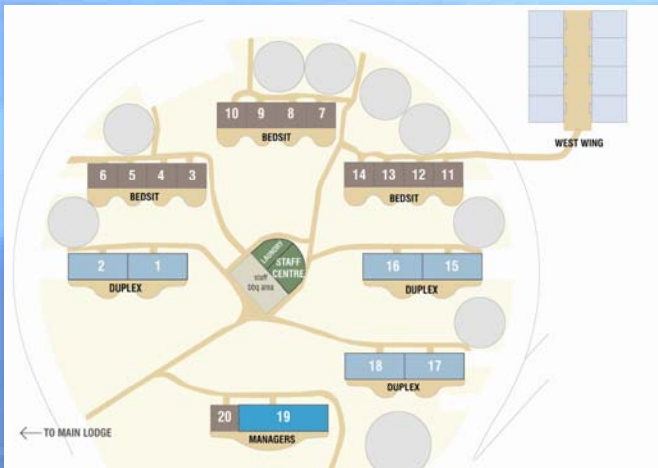 WEST WING
10 9 8 7
BEDSIT
6 5 4 3
BEDSIT
14 13 12 11
BEDSIT
LAUNDRY
STAFF
CENTRE
staff
bbq area
2 1
DUPLEX
16 15
DUPLEX
18 17
DUPLEX
20 19
MANAGERS
TO MAIN LODGE